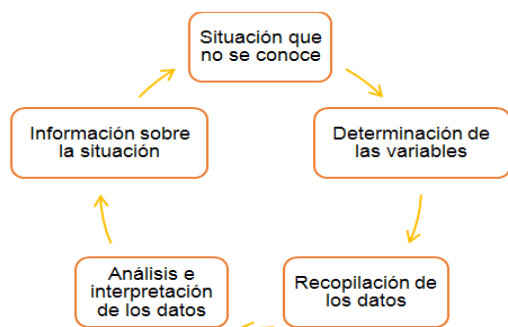 Situación que
no se conoce
Determinación de
las variables
Recopilación de
los datos
Análisis e
interpretación
de los datos
Información sobre
la situación